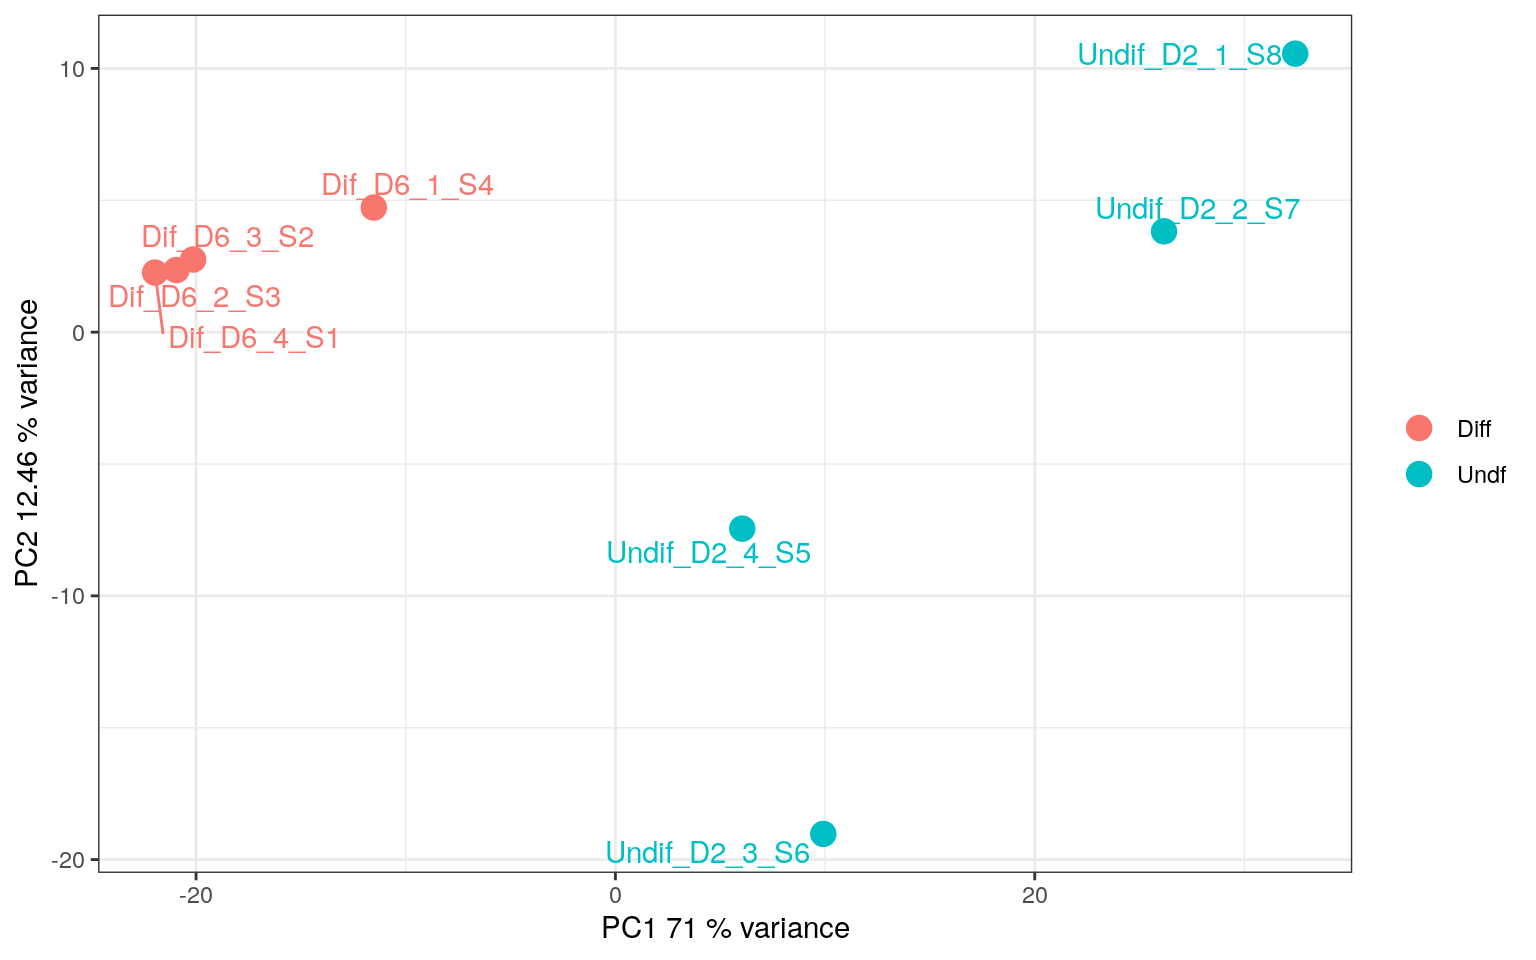 Undif_D2_1_S8
10
Dif_D6_1_S4
Undif_D2_2_S7
Dif_D6_3_S2
Dif_D6_2_S3
0
Dif_D6_4_S1
PC2 12.46 % variance
Diff
Undf
Undif_D2_4_S5
-10
Undif_D2_3_S6
-20
-20
0
20
PC1 71 % variance